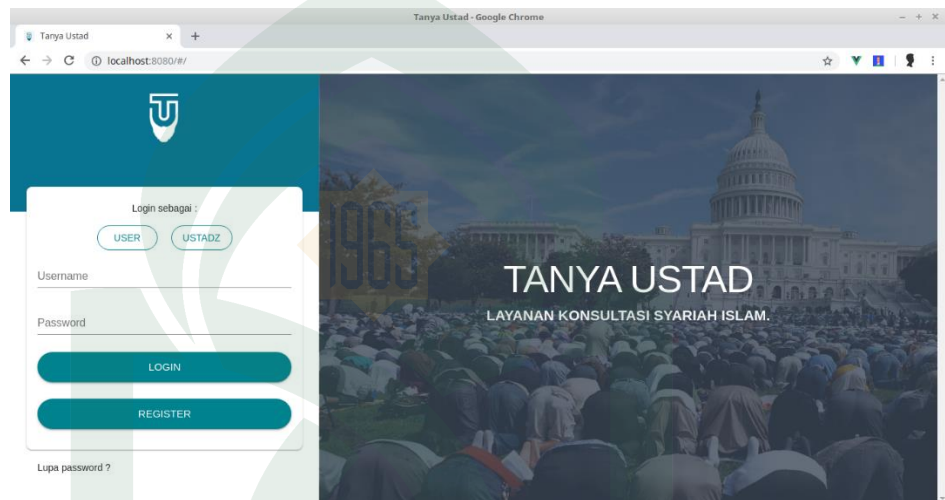 Tanya Ustad - Google Chrome
Tanya Ustad
localhost:8080/#/
Login sebagai :
USER USTADZ
Username
Password
LOGIN
REGISTER
Lupa password ?
1965
TANYA USTAD
LAYANAN KONSULTASI SYARIAH ISLAM.